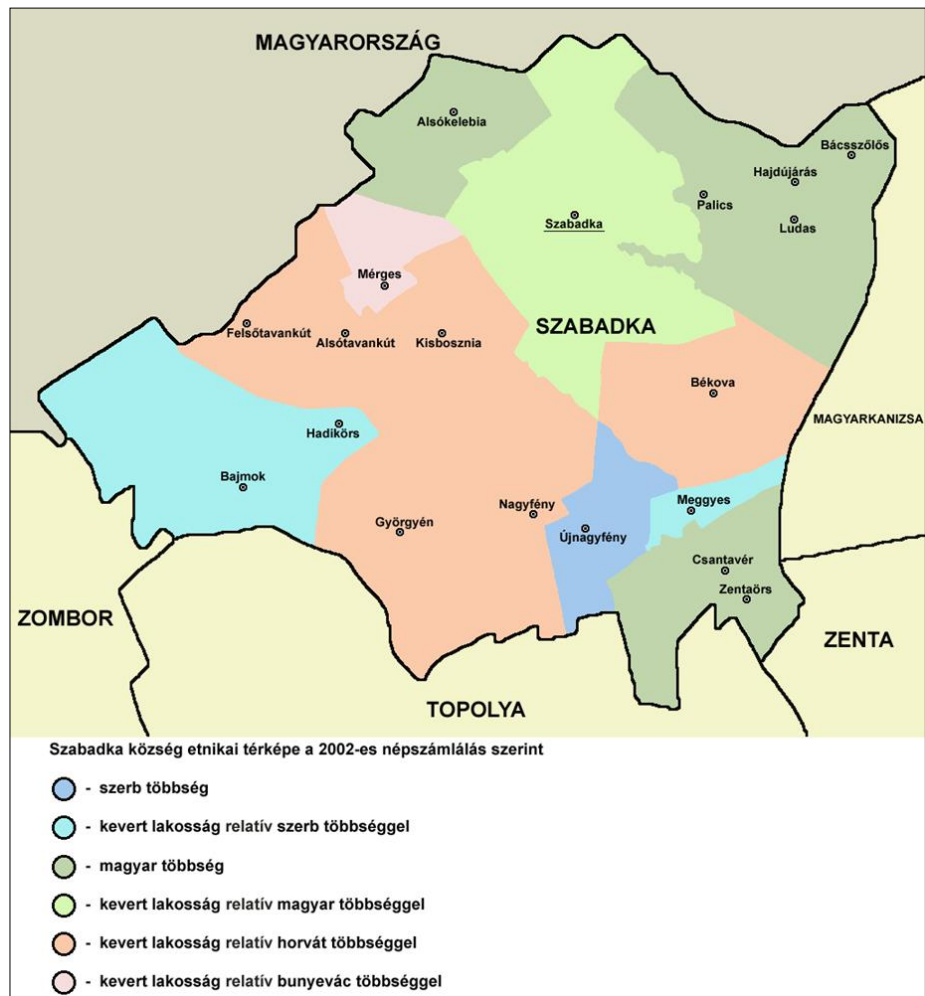 MAGYARORSZÁG
Alsókelebia
Bácsszőlős
Hajdújárás
Palics
Ludas
Szabadka
Mérges
Felsőtavankút
Alsótavankút
Kisbosznia
SZABADKA
Békova
MAGYARKANIZSA
Hadikörs
Bajmok
Nagyfény
Meggyes
Györgyén
Újnagyfény
Csantavér
Zentaörs
ZOMBOR
ZENTA
TOPOLYA
Szabadka község etnikai térképe a 2002-es népszámlálás szerint
- szerb többség
- kevert lakosság relatív szerb többséggel
- magyar többség
- kevert lakosság relatív magyar többséggel
- kevert lakosság relatív horvát többséggel
- kevert lakosság relatív bunyevác többséggel